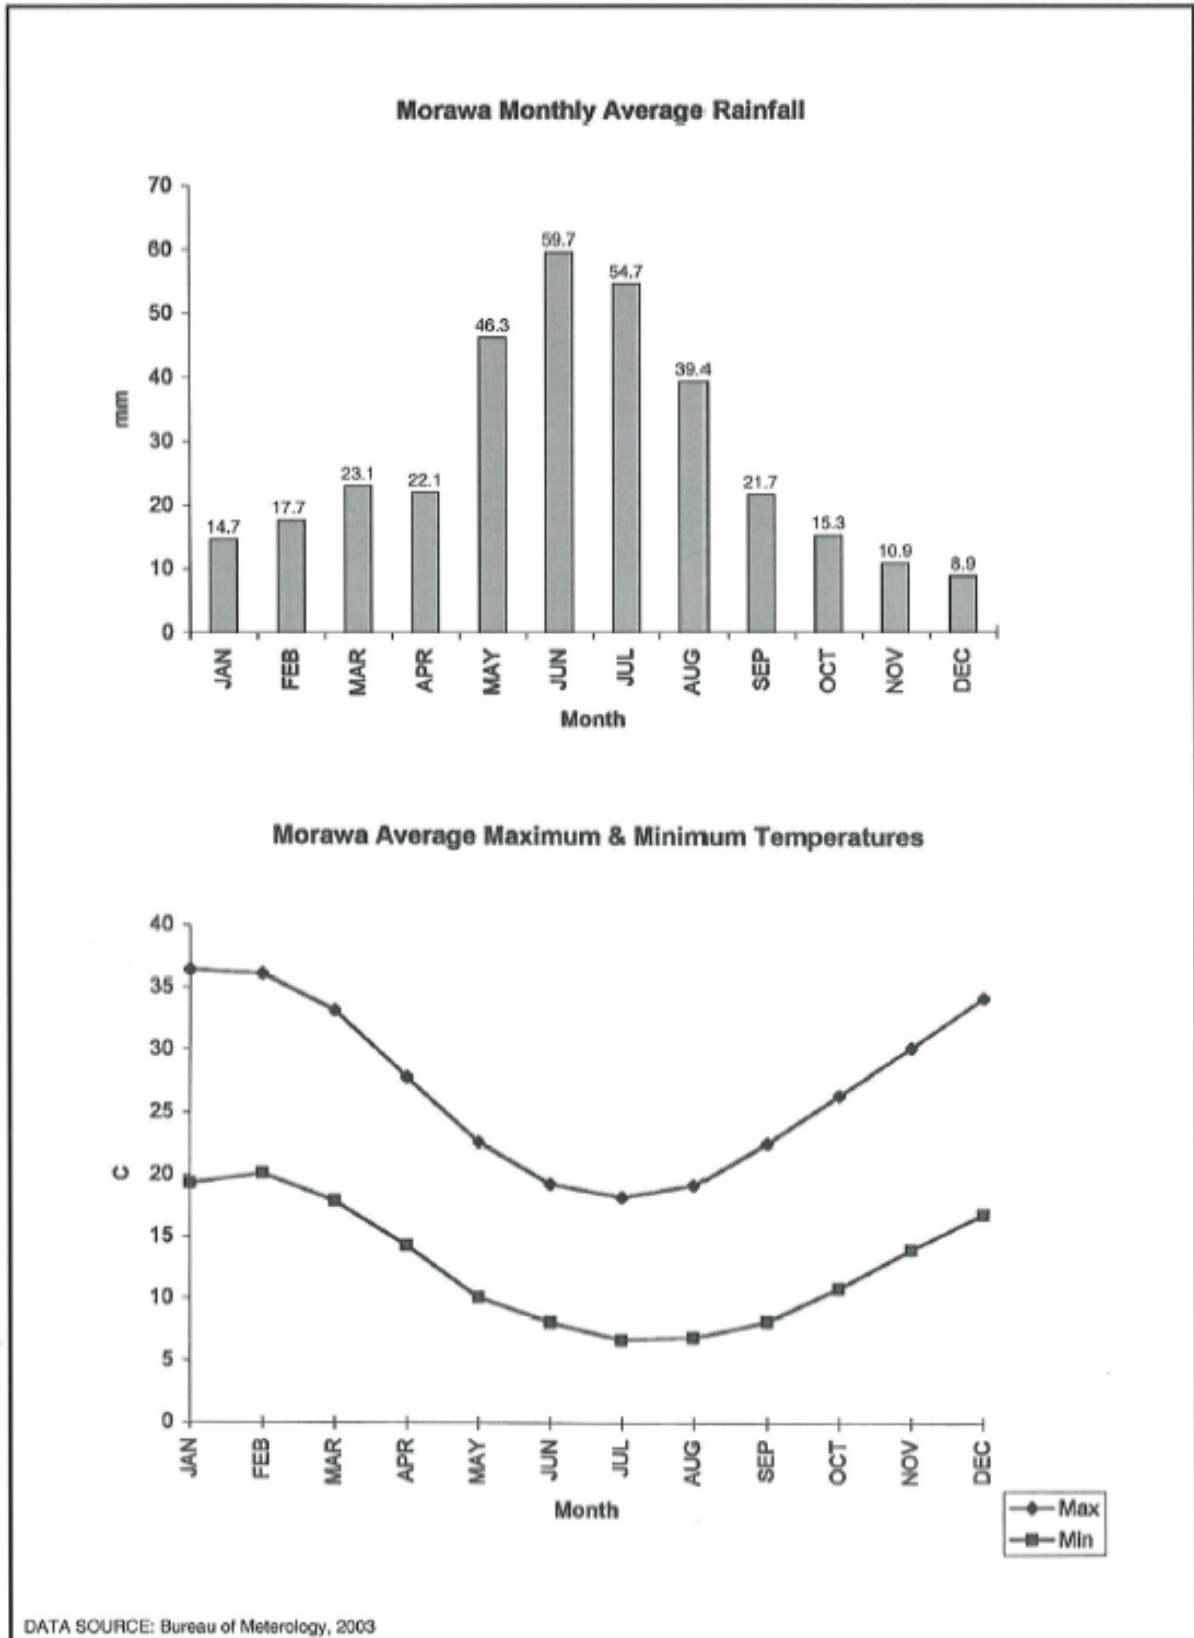 Morawa Monthly Average Rainfall
70
60
50
40
30
20
10
0
mm
14.7
17.7
23.1
22.1
46.3
59.7
54.7
39.4
21.7
15.3
10.9
8.9
JAN
FEB
MAR
APR
MAY
JUN
JUL
AUG
SEP
OCT
NOV
DEC
Month
Morawa Average Maximum & Minimum Temperatures
40
35
30
25
20
15
10
5
0
C
JAN
FEB
MAR
APR
MAY
JUN
JUL
AUG
SEP
OCT
NOV
DEC
Month
Max
Min
DATA SOURCE: Bureau of Meterology, 2003